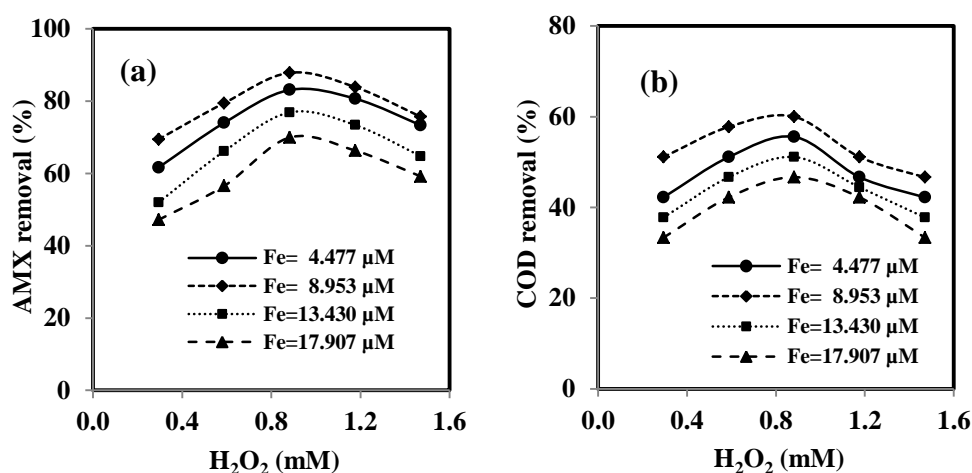 100
80
60
40
20
0
AMX removal (%)
(a)
Fe= 4.477 µM
Fe= 8.953 µM
Fe=13.430 µM
Fe=17.907 µM
0.0 0.4 0.8 1.2 1.6
H₂O₂ (mM)
80
60
40
20
0
COD removal (%)
(b)
Fe= 4.477 µM
Fe= 8.953 µM
Fe=13.430 µM
Fe=17.907 µM
0.0 0.4 0.8 1.2 1.6
H₂O₂ (mM)